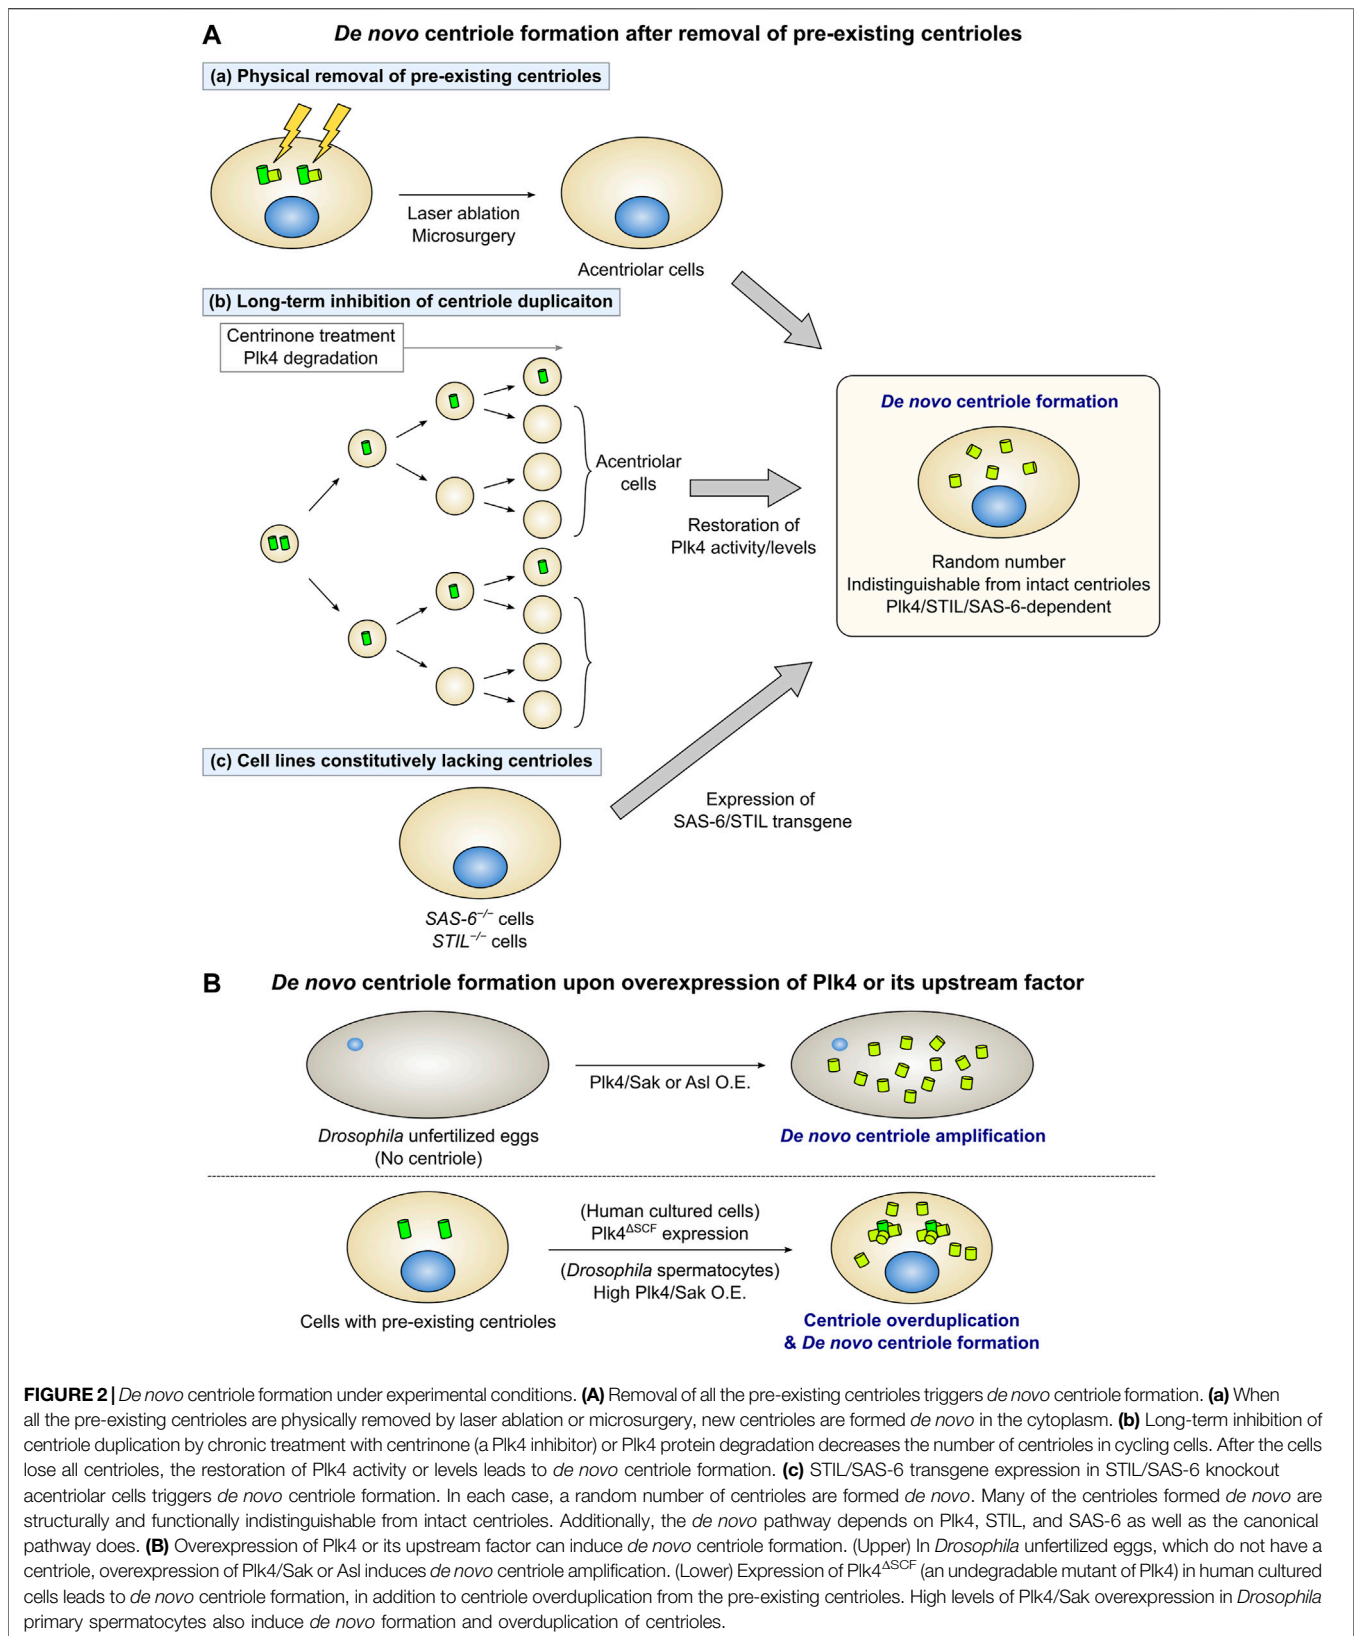 A De novo centriole formation after removal of pre-existing centrioles
(a) Physical removal of pre-existing centrioles
Laser ablation
Microsurgery
Acentriolar cells
(b) Long-term inhibition of centriole duplicaiton
Centrinone treatment
Plk4 degradation
Acentriolar
cells
Restoration of
Plk4 activity/levels
De novo centriole formation
Random number
Indistinguishable from intact centrioles
Plk4/STIL/SAS-6-dependent
(c) Cell lines constitutively lacking centrioles
Expression of
SAS-6/STIL transgene
SAS-6⁻/⁻ cells
STIL⁻/⁻ cells
B De novo centriole formation upon overexpression of Plk4 or its upstream factor
Plk4/Sak or Asl O.E.
Drosophila unfertilized eggs
(No centriole)
De novo centriole amplification
(Human cultured cells)
Plk4ΔSCF expression
(Drosophila spermatocytes)
High Plk4/Sak O.E.
Cells with pre-existing centrioles
Centriole overduplication
& De novo centriole formation
FIGURE 2 | De novo centriole formation under experimental conditions. (A) Removal of all the pre-existing centrioles triggers de novo centriole formation. (a) When
all the pre-existing centrioles are physically removed by laser ablation or microsurgery, new centrioles are formed de novo in the cytoplasm. (b) Long-term inhibition of
centriole duplication by chronic treatment with centrinone (a Plk4 inhibitor) or Plk4 protein degradation decreases the number of centrioles in cycling cells. After the cells
lose all centrioles, the restoration of Plk4 activity or levels leads to de novo centriole formation. (c) STIL/SAS-6 transgene expression in STIL/SAS-6 knockout
acentriolar cells triggers de novo centriole formation. In each case, a random number of centrioles are formed de novo. Many of the centrioles formed de novo are
structurally and functionally indistinguishable from intact centrioles. Additionally, the de novo pathway depends on Plk4, STIL, and SAS-6 as well as the canonical
pathway does. (B) Overexpression of Plk4 or its upstream factor can induce de novo centriole formation. (Upper) In Drosophila unfertilized eggs, which do not have a
centriole, overexpression of Plk4/Sak or Asl induces de novo centriole amplification. (Lower) Expression of Plk4ΔSCF (an undegradable mutant of Plk4) in human cultured
cells leads to de novo centriole formation, in addition to centriole overduplication from the pre-existing centrioles. High levels of Plk4/Sak overexpression in Drosophila
primary spermatocytes also induce de novo formation and overduplication of centrioles.